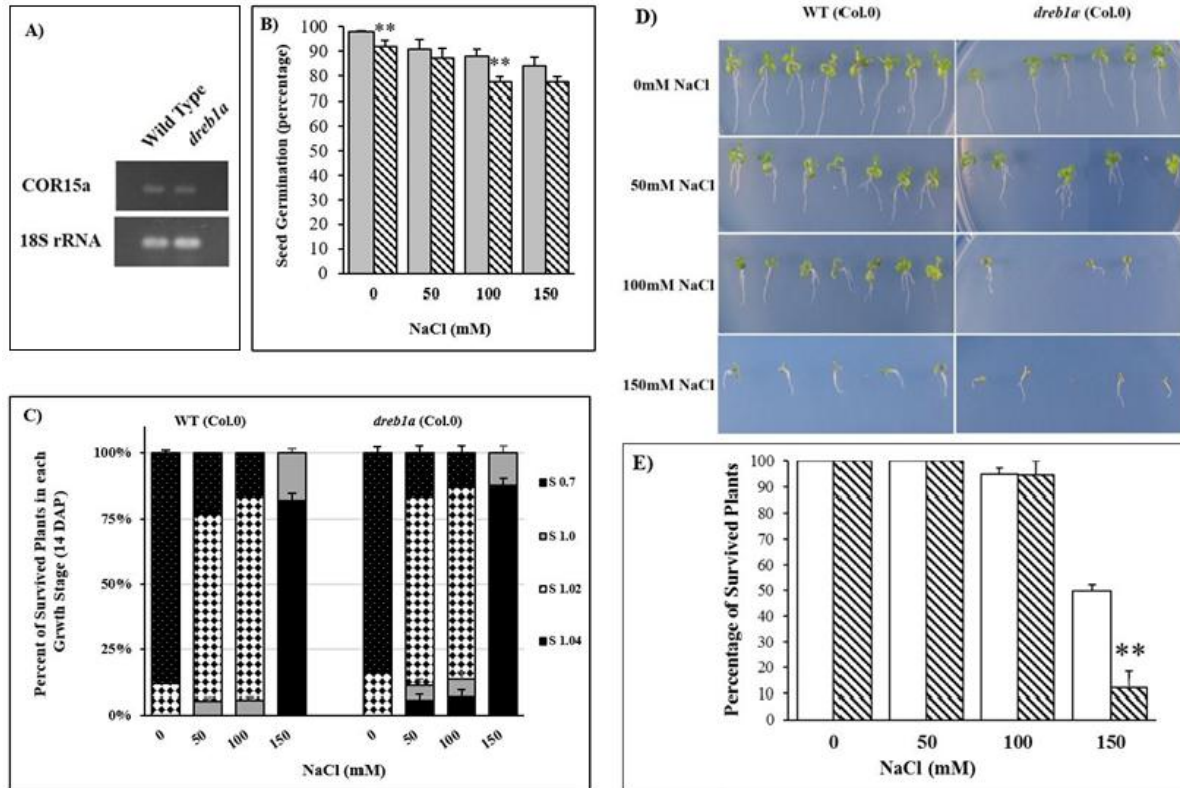 A)
Wild Type
dreb1a
COR15a
18S rRNA
B)
Seed Germination (percentage)
100
90
80
70
60
50
40
30
20
10
0
**
**
0 50 100 150
NaCl (mM)
C)
WT (Col.0) dreb1a (Col.0)
Percent of Survived Plants in each
Grwth Stage (14 DAP)
100%
75%
50%
25%
0%
0 50 100 150 0 50 100 150
NaCl (mM)
S 0.7
S 1.0
S 1.02
S 1.04
D)
WT (Col.0) dreb1a (Col.0)
0mM NaCl
50mM NaCl
100mM NaCl
150mM NaCl
E)
Percentage of Survived Plants
100
90
80
70
60
50
40
30
20
10
0
**
0 50 100 150
NaCl (mM)